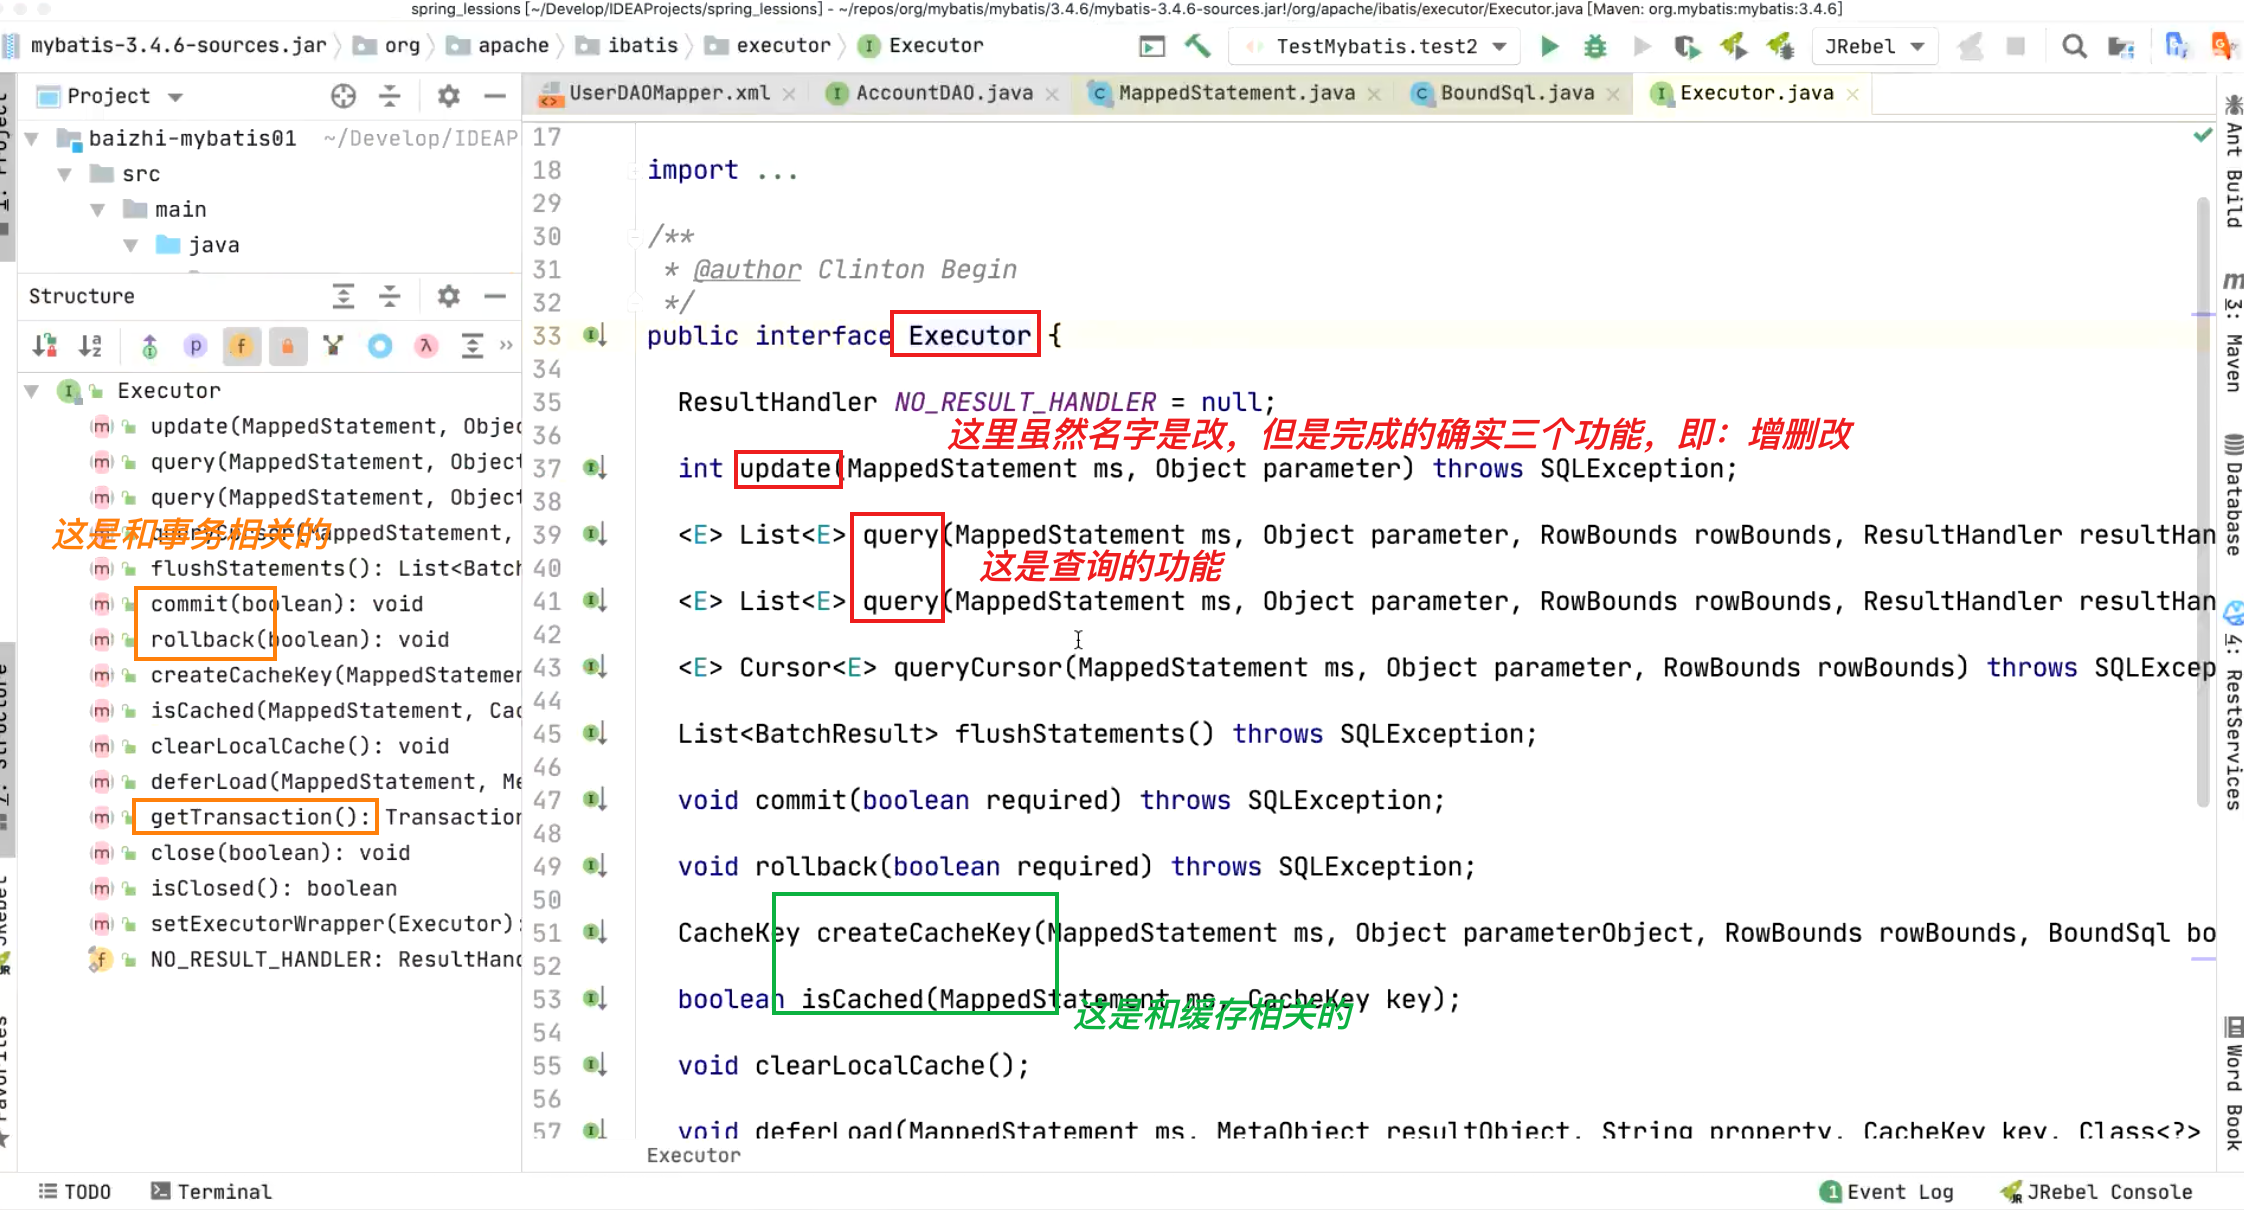 spring_lessions [~/Develop/IDEAProjects/spring_lessions] - ~/repos/org/mybatis/mybatis/3.4.6/mybatis-3.4.6-sources.jar!/org/apache/ibatis/executor/Executor.java [Maven: org.mybatis:mybatis:3.4.6]
mybatis-3.4.6-sources.jar org apache ibatis executor Executor TestMybatis.test2 JRebel
Project
UserDAOMapper.xml AccountDAO.java MappedStatement.java BoundSql.java Executor.java
baizhi-mybatis01 ~/Develop/IDEAP
src
main
java
Structure
Executor
update(MappedStatement, Objec
query(MappedStatement, Object
query(MappedStatement, Object
queryCursor(MappedStatement,
这是和事务相关的
flushStatements(): List<Batch
commit(boolean): void
rollback(boolean): void
createCacheKey(MappedStatemen
isCached(MappedStatement, Cac
clearLocalCache(): void
deferLoad(MappedStatement, Me
getTransaction(): Transaction
close(boolean): void
isClosed(): boolean
setExecutorWrapper(Executor):
NO_RESULT_HANDLER: ResultHand
17
18 import ...
29
30 /**
31 * @author Clinton Begin
32 */
33 public interface Executor {
34
35 ResultHandler NO_RESULT_HANDLER = null;
36 这里虽然名字是改，但是完成的确实三个功能，即：增删改
37 int update(MappedStatement ms, Object parameter) throws SQLException;
38
39 <E> List<E> query(MappedStatement ms, Object parameter, RowBounds rowBounds, ResultHandler resultHan
40 这是查询的功能
41 <E> List<E> query(MappedStatement ms, Object parameter, RowBounds rowBounds, ResultHandler resultHan
42
43 <E> Cursor<E> queryCursor(MappedStatement ms, Object parameter, RowBounds rowBounds) throws SQLExcep
44
45 List<BatchResult> flushStatements() throws SQLException;
46
47 void commit(boolean required) throws SQLException;
48
49 void rollback(boolean required) throws SQLException;
50
51 CacheKey createCacheKey(MappedStatement ms, Object parameterObject, RowBounds rowBounds, BoundSql bo
52
53 boolean isCached(MappedStatement ms, CacheKey key);
这是和缓存相关的
54
55 void clearLocalCache();
56
57 void deferLoad(MappedStatement ms, MetaObject resultObject, String property, CacheKey key, Class<?>
Executor
Ant Build
3: Maven
Database
4: RestServices
Word Book
1: Project
7: Structure
JRebel
Favorites
TODO Terminal 1 Event Log JRebel Console